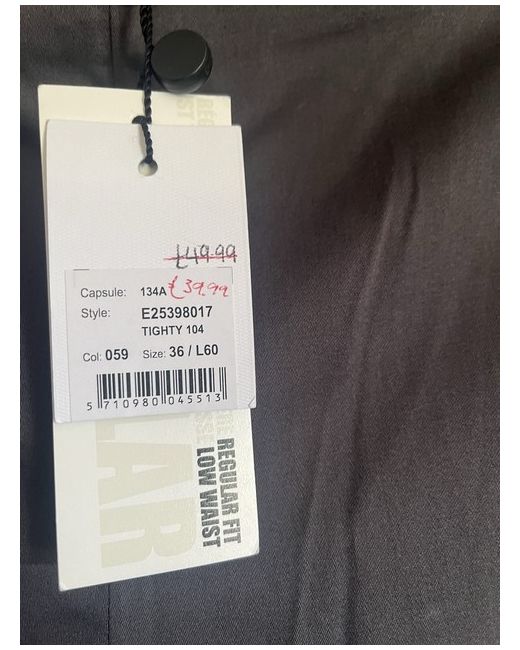 £49.99
£39.99
Capsule: 134A
Style: E25398017
TIGHTY 104
Col: 059 Size: 36 / L60
5 710980 045513
LAR
REGULAR FIT
LOW WAIST